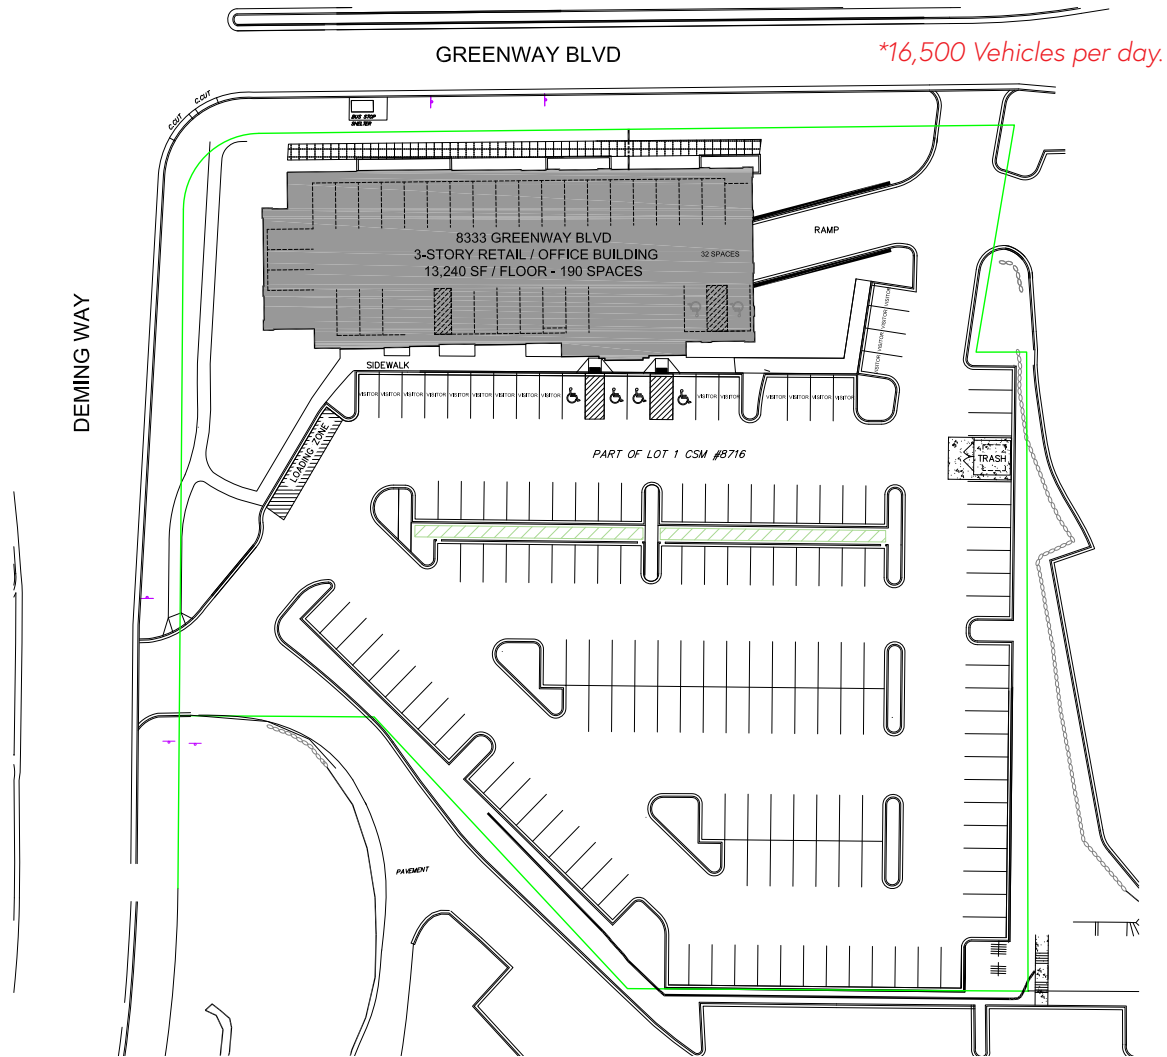 GREENWAY BLVD
*16,500 Vehicles per day.
C.CUT
C.CUT
BUS STOP
SHELTER
8333 GREENWAY BLVD
3-STORY RETAIL / OFFICE BUILDING
13,240 SF / FLOOR - 190 SPACES
32 SPACES
RAMP
DEMING WAY
SIDEWALK
VISITOR
VISITOR
VISITOR
VISITOR VISITOR VISITOR VISITOR VISITOR VISITOR VISITOR VISITOR VISITOR
VISITOR VISITOR
VISITOR VISITOR VISITOR VISITOR
LOADING ZONE
PART OF LOT 1 CSM #8716
TRASH
PAVEMENT